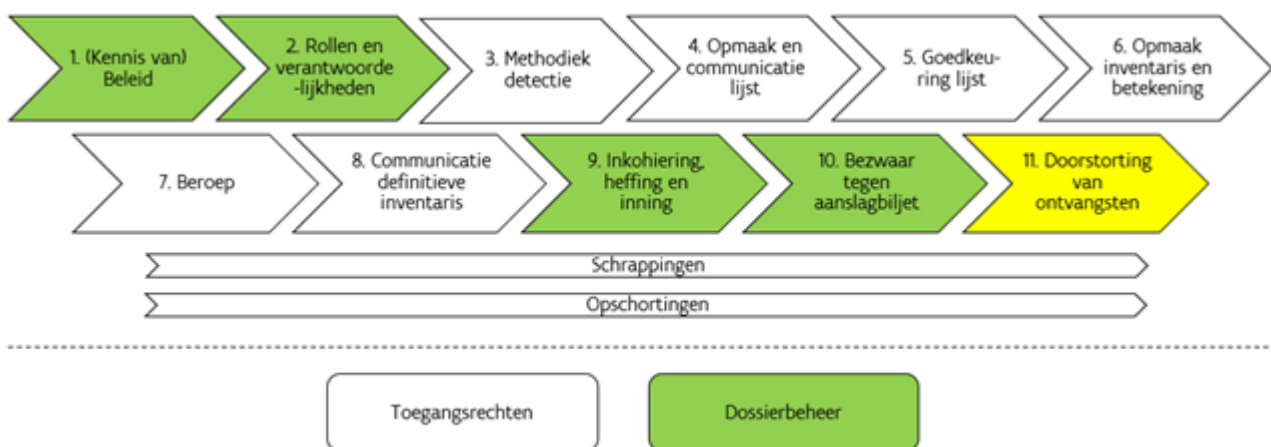 1. (Kennis van)
Beleid
2. Rollen en
verantwoorde
-lijkheden
3. Methodiek
detectie
4. Opmaak en
communicatie
lijst
5. Goedkeu-
ring lijst
6. Opmaak
inventaris en
betekening
7. Beroep
8. Communicatie
definitieve
inventaris
9. Inkohiering,
heffing en
inning
10. Bezwaar
tegen
aanslagbiljet
11. Doorstorting
van
ontvangsten
Schrappingen
Opschortingen
Toegangsrechten
Dossierbeheer